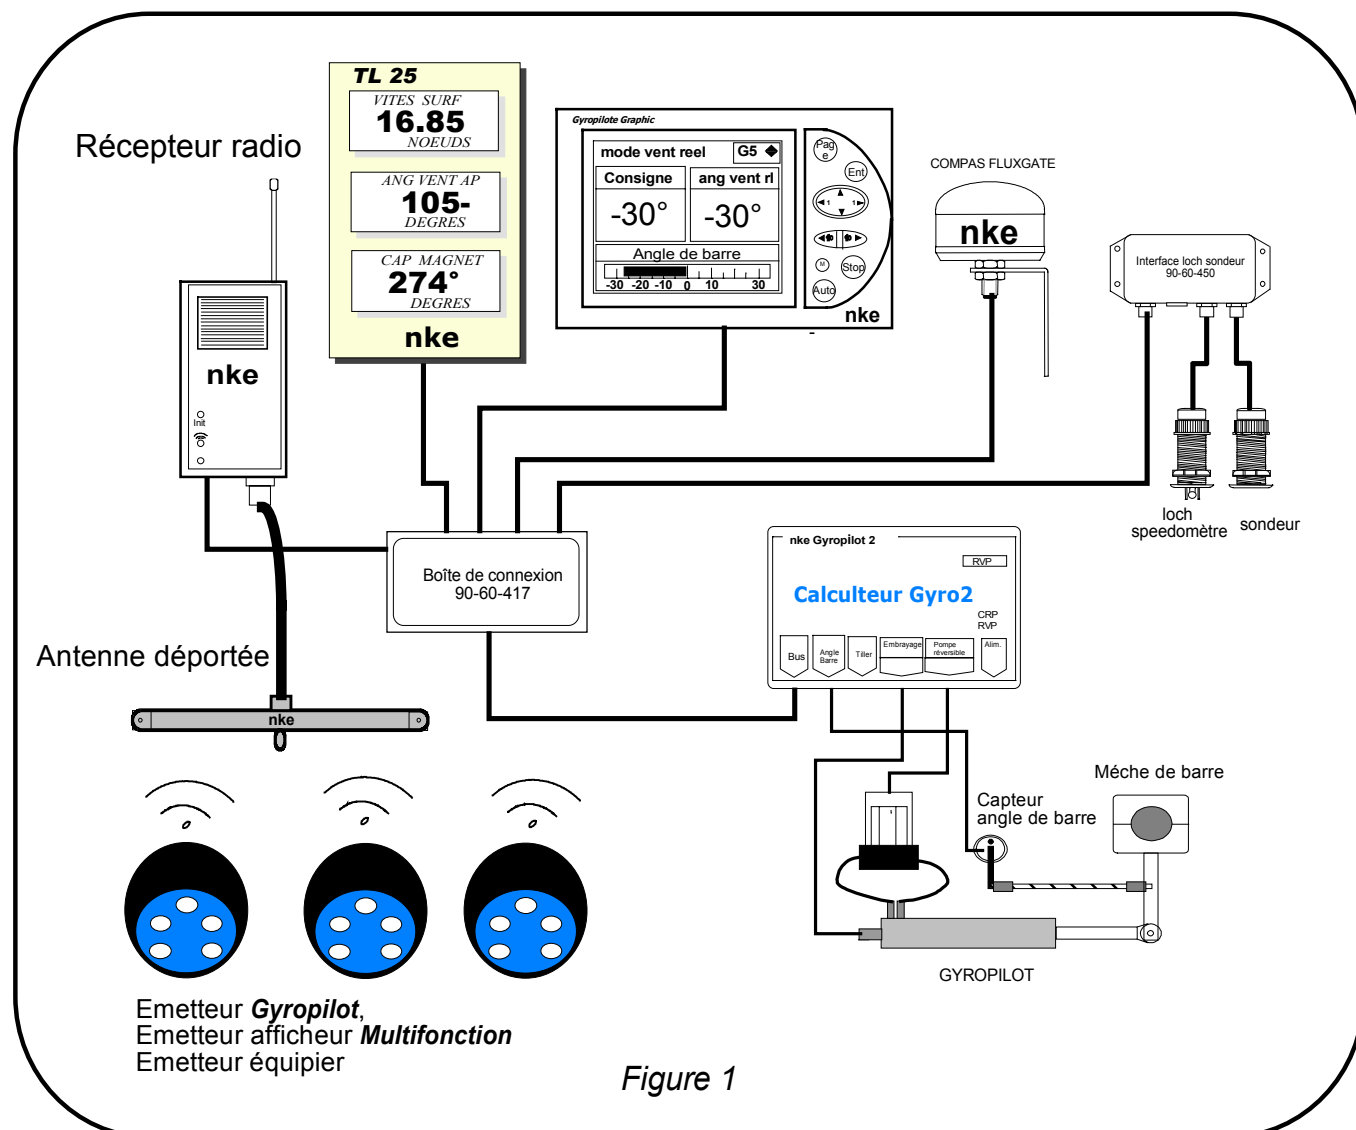 TL 25
VITES SURF
16.85
NOEUDS
ANG VENT AP
105-
DEGRES
CAP MAGNET
274°
DEGRES
nke
Récepteur radio
nke
Init
Gyropilote Graphic
mode vent reel
G5
Consigne
ang vent rl
-30°
-30°
Angle de barre
-30 -20 -10 0 10 30
Pag
e
Ent
1 1
M
Stop
Auto
nke
-
COMPAS FLUXGATE
nke
Interface loch sondeur
90-60-450
loch
speedomètre
sondeur
Boîte de connexion
90-60-417
nke Gyropilot 2
RVP
Calculteur Gyro2
CRP
RVP
Bus
Angle
Barre
Tiller
Embrayage
Pompe
réversible
Alim.
Antenne déportée
nke
Méche de barre
Capteur
angle de barre
GYROPILOT
Emetteur Gyropilot,
Emetteur afficheur Multifonction
Emetteur équipier
Figure 1